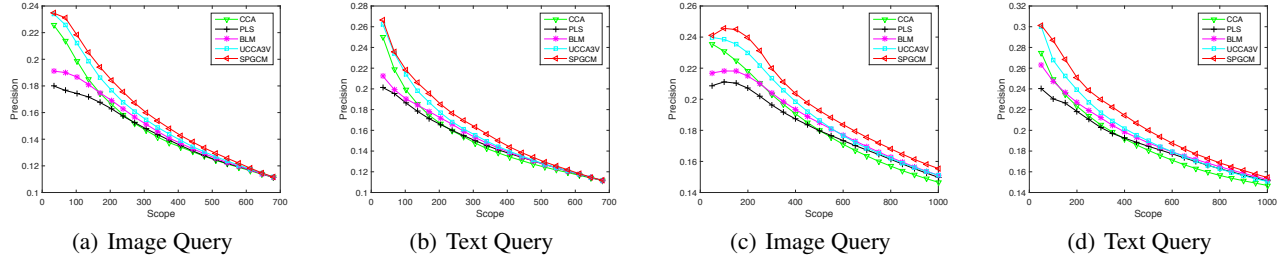 0.24
0.22
0.2
0.18
0.16
0.14
0.12
0.1
Precision
0 100 200 300 400 500 600 700
Scope
CCA
PLS
BLM
UCCA3V
SPGCM
(a) Image Query
0.28
0.26
0.24
0.22
0.2
0.18
0.16
0.14
0.12
0.1
Precision
0 100 200 300 400 500 600 700
Scope
CCA
PLS
BLM
UCCA3V
SPGCM
(b) Text Query
0.26
0.24
0.22
0.2
0.18
0.16
0.14
Precision
0 200 400 600 800 1000
Scope
CCA
PLS
BLM
UCCA3V
SPGCM
(c) Image Query
0.3
0.28
0.26
0.24
0.22
0.2
0.18
0.16
0.14
Precision
0 200 400 600 800 1000
Scope
CCA
PLS
BLM
UCCA3V
SPGCM
(d) Text Query